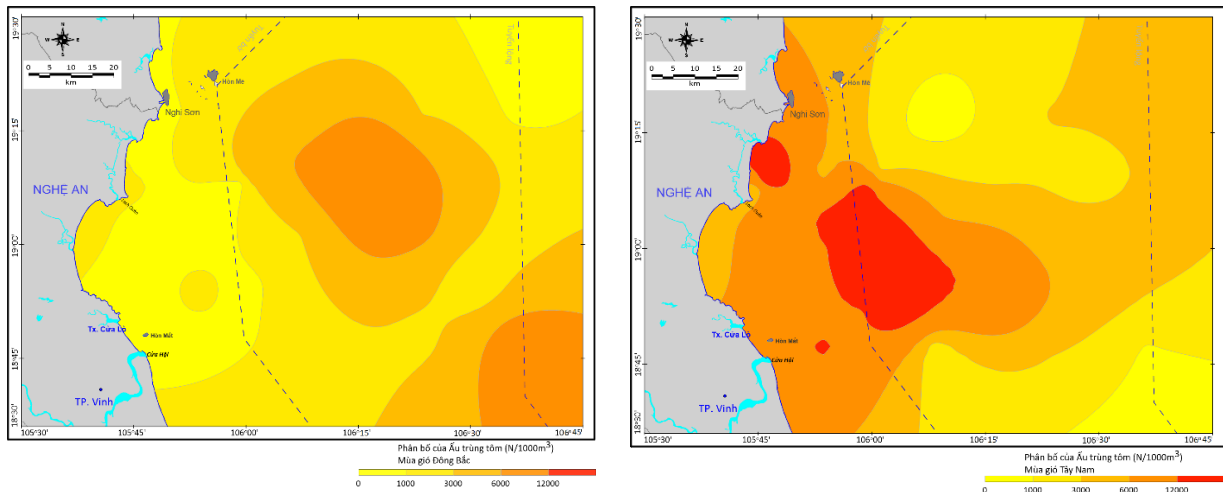 19°30'
N
W E
S
0 5 10 15 20
km
Tuyến bờ
Tuyến lộng
Hòn Mê
Nghi Sơn
19°15'
NGHỆ AN
19°00'
Tx. Cửa Lò
Hòn Mắt
Cửa Hội
18°45'
TP. Vinh
18°30'
105°30' 105°45' 106°00' 106°15' 106°30' 106°45'
Phân bố của Ấu trùng tôm (N/1000m³)
Mùa gió Đông Bắc
0 1000 3000 6000 12000
19°30'
N
W E
S
0 5 10 15 20
km
Hòn Mê
Nghi Sơn
19°15'
NGHỆ AN
19°00'
Tx. Cửa Lò
Hòn Mắt
Cửa Hội
18°45'
TP. Vinh
18°30'
105°30' 105°45' 106°00' 106°15' 106°30' 106°45'
Phân bố của Ấu trùng tôm (N/1000m³)
Mùa gió Tây Nam
0 1000 3000 6000 12000